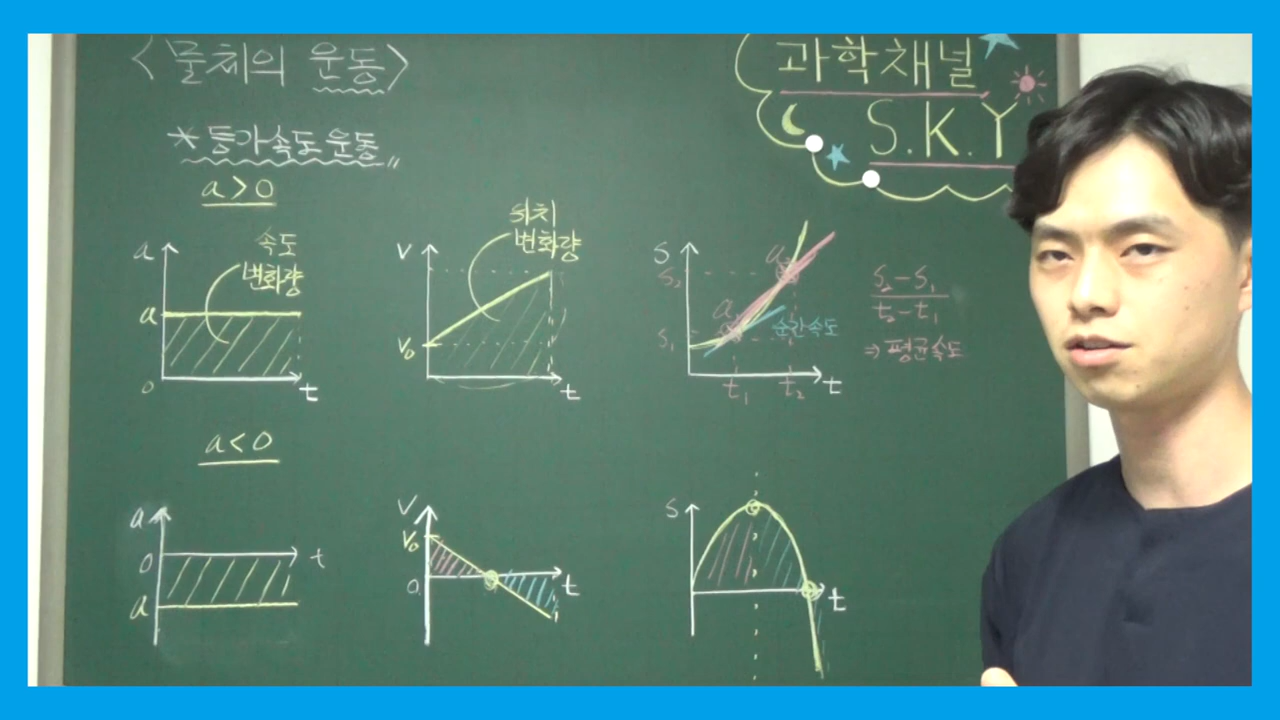 <물체의 운동>
과학채널
S.K.Y
* 등가속도 운동
a>0
a
속도
변화량
a
0
t
v
위치
변화량
v₀
t
s
s₂
s₁
a
a
순간속도
t₁
t₂
t
s₂-s₁
t₂-t₁
⇒ 평균속도
a<0
a
0
t
a
v
v₀
0
t
s
t